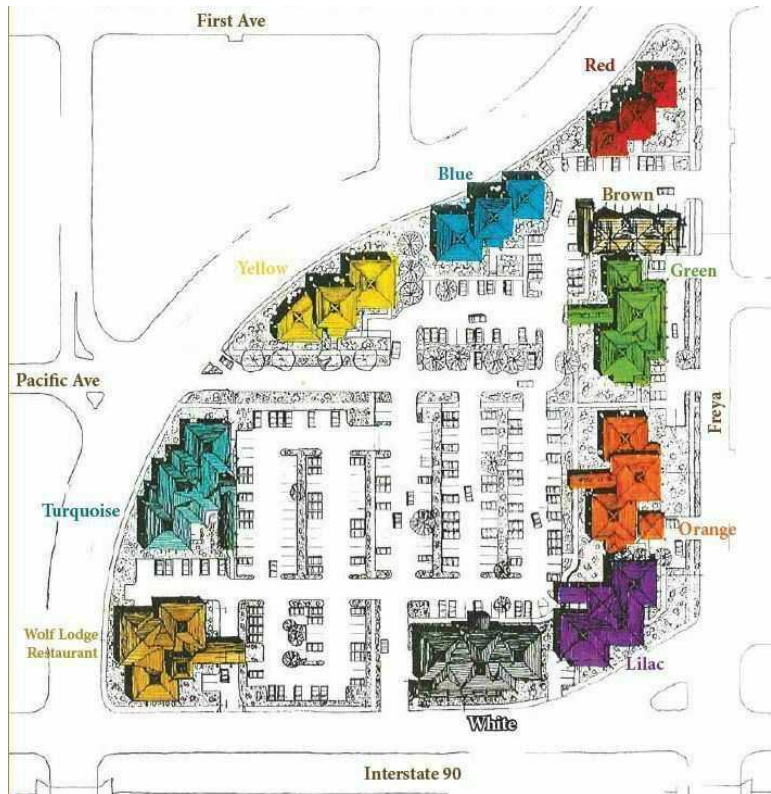 First Ave
Red
Blue
Brown
Yellow
Green
Pacific Ave
Freya
Turquoise
Orange
Wolf Lodge
Restaurant
Lilac
White
Interstate 90